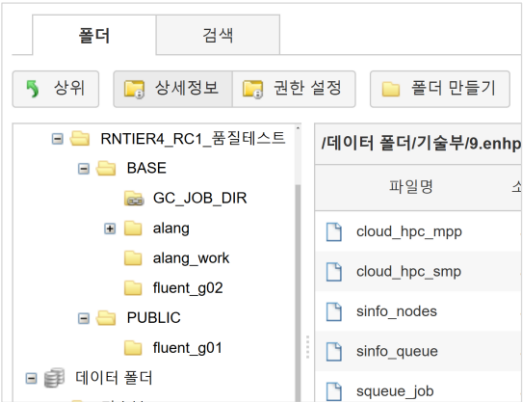 폴더 검색
상위 상세정보 권한 설정 폴더 만들기
RNTIER4_RC1_품질테스트
BASE
GC_JOB_DIR
alang
alang_work
fluent_g02
PUBLIC
fluent_g01
데이터 폴더
/데이터 폴더/기술부/9.enhp
파일명
cloud_hpc_mpp
cloud_hpc_smp
sinfo_nodes
sinfo_queue
squeue_job